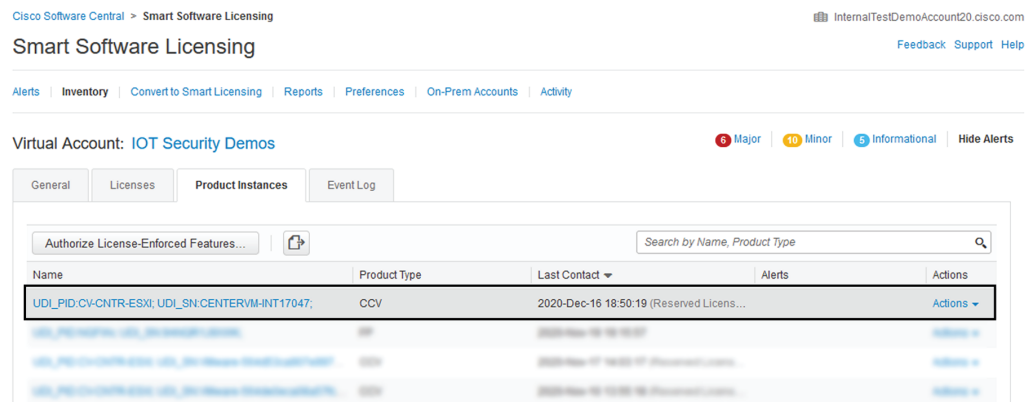 Cisco Software Central > Smart Software Licensing
InternalTestDemoAccount20.cisco.com
Smart Software Licensing
Feedback Support Help
Alerts Inventory Convert to Smart Licensing Reports Preferences On-Prem Accounts Activity
Virtual Account: IOT Security Demos
6 Major 10 Minor 5 Informational Hide Alerts
General Licenses Product Instances Event Log
Authorize License-Enforced Features...
Search by Name, Product Type
Name Product Type Last Contact Alerts Actions
UDI_PID:CV-CNTR-ESXI; UDI_SN:CENTERVM-INT17047; CCV 2020-Dec-16 18:50:19 (Reserved Licens... Actions